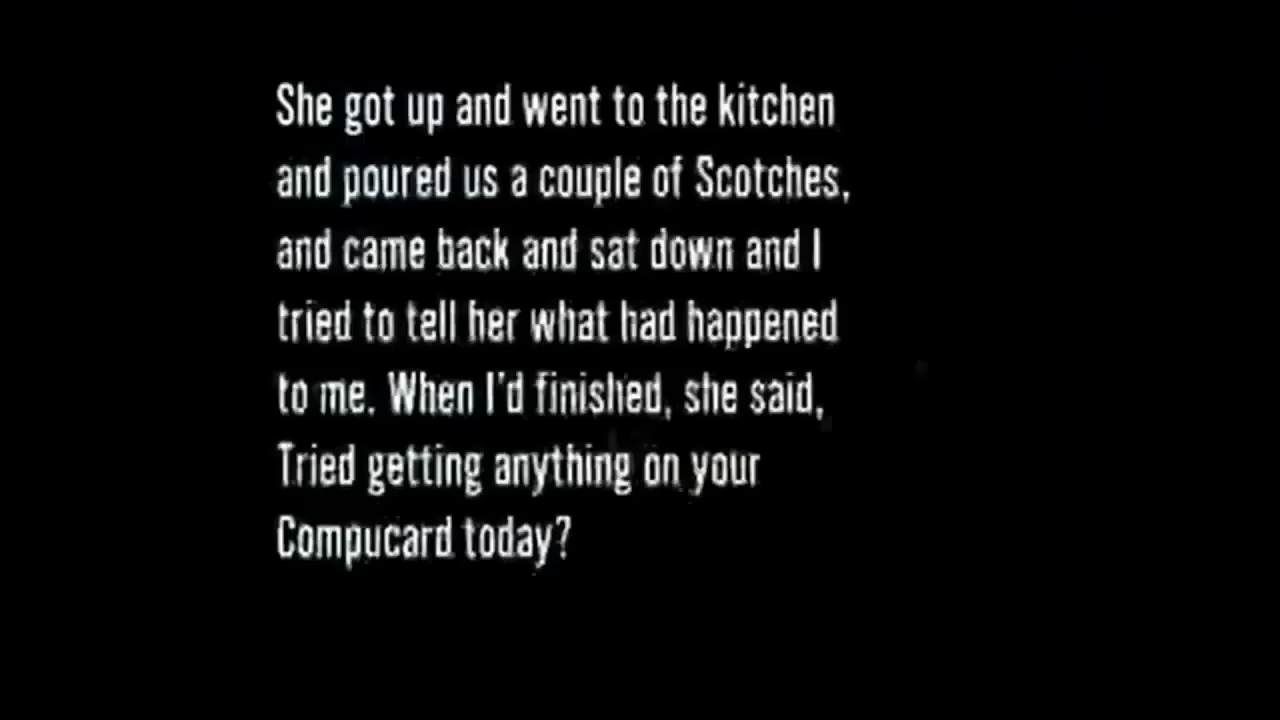 She got up and went to the kitchen
and poured us a couple of Scotches,
and came back and sat down and I
tried to tell her what had happened
to me. When I'd finished, she said,
Tried getting anything on your
Compucard today?